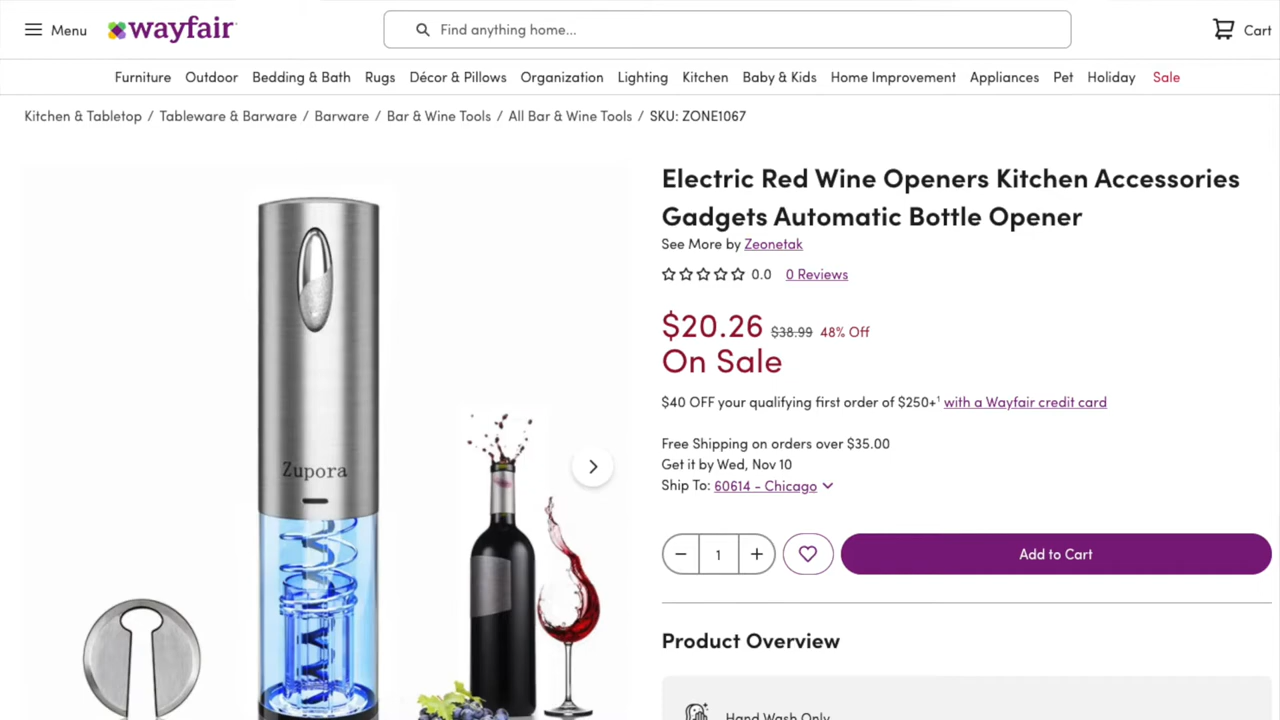 Menu
wayfair
Find anything home...
Cart
Furniture Outdoor Bedding & Bath Rugs Décor & Pillows Organization Lighting Kitchen Baby & Kids Home Improvement Appliances Pet Holiday Sale
Kitchen & Tabletop / Tableware & Barware / Barware / Bar & Wine Tools / All Bar & Wine Tools / SKU: ZONE1067
Electric Red Wine Openers Kitchen Accessories
Gadgets Automatic Bottle Opener
See More by Zeonetak
0.0 0 Reviews
$20.26 $38.99 48% Off
On Sale
$40 OFF your qualifying first order of $250+¹ with a Wayfair credit card
Zupora
Free Shipping on orders over $35.00
Get it by Wed, Nov 10
Ship To: 60614 - Chicago
− 1 + Add to Cart
Product Overview
Hand Wash Only